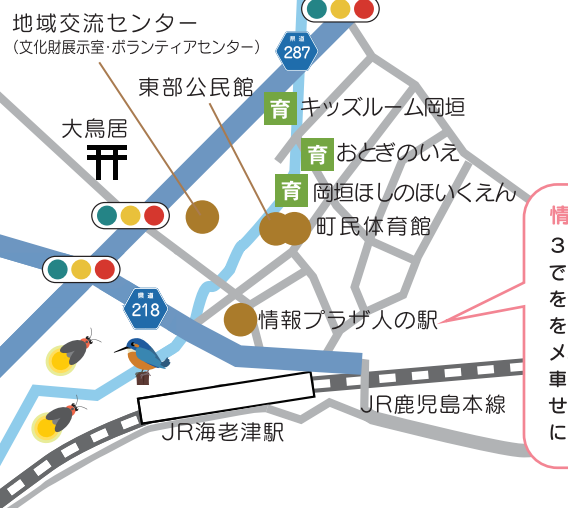 地域交流センター
(文化財展示室・ボランティアセンター)
県道
287
東部公民館
育 キッズルーム岡垣
大鳥居
育 おとぎのいえ
育 岡垣ほしのほいくえん
町民体育館
県道
218
情報プラザ人の駅
JR鹿児島本線
JR海老津駅
情
3
で
を
を
メ
車
せ
に